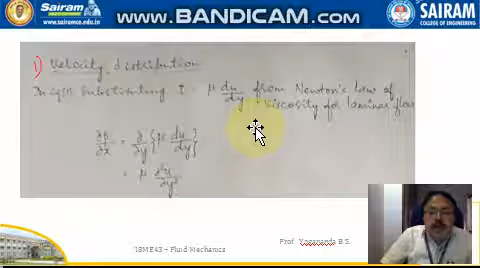 www.BANDICAM.com
Sairam
SAIRAM
COLLEGE OF ENGINEERING
www.sairamce.edu.in
1) Velocity distribution
In eqn substituting τ = μ du/dy from Newton's law of
Viscosity for laminar flow
∂p/∂x = ∂/∂y {μ du/dy}
= μ d²u/dy²
18ME43 – Fluid Mechanics
Prof Yogananda B.S.